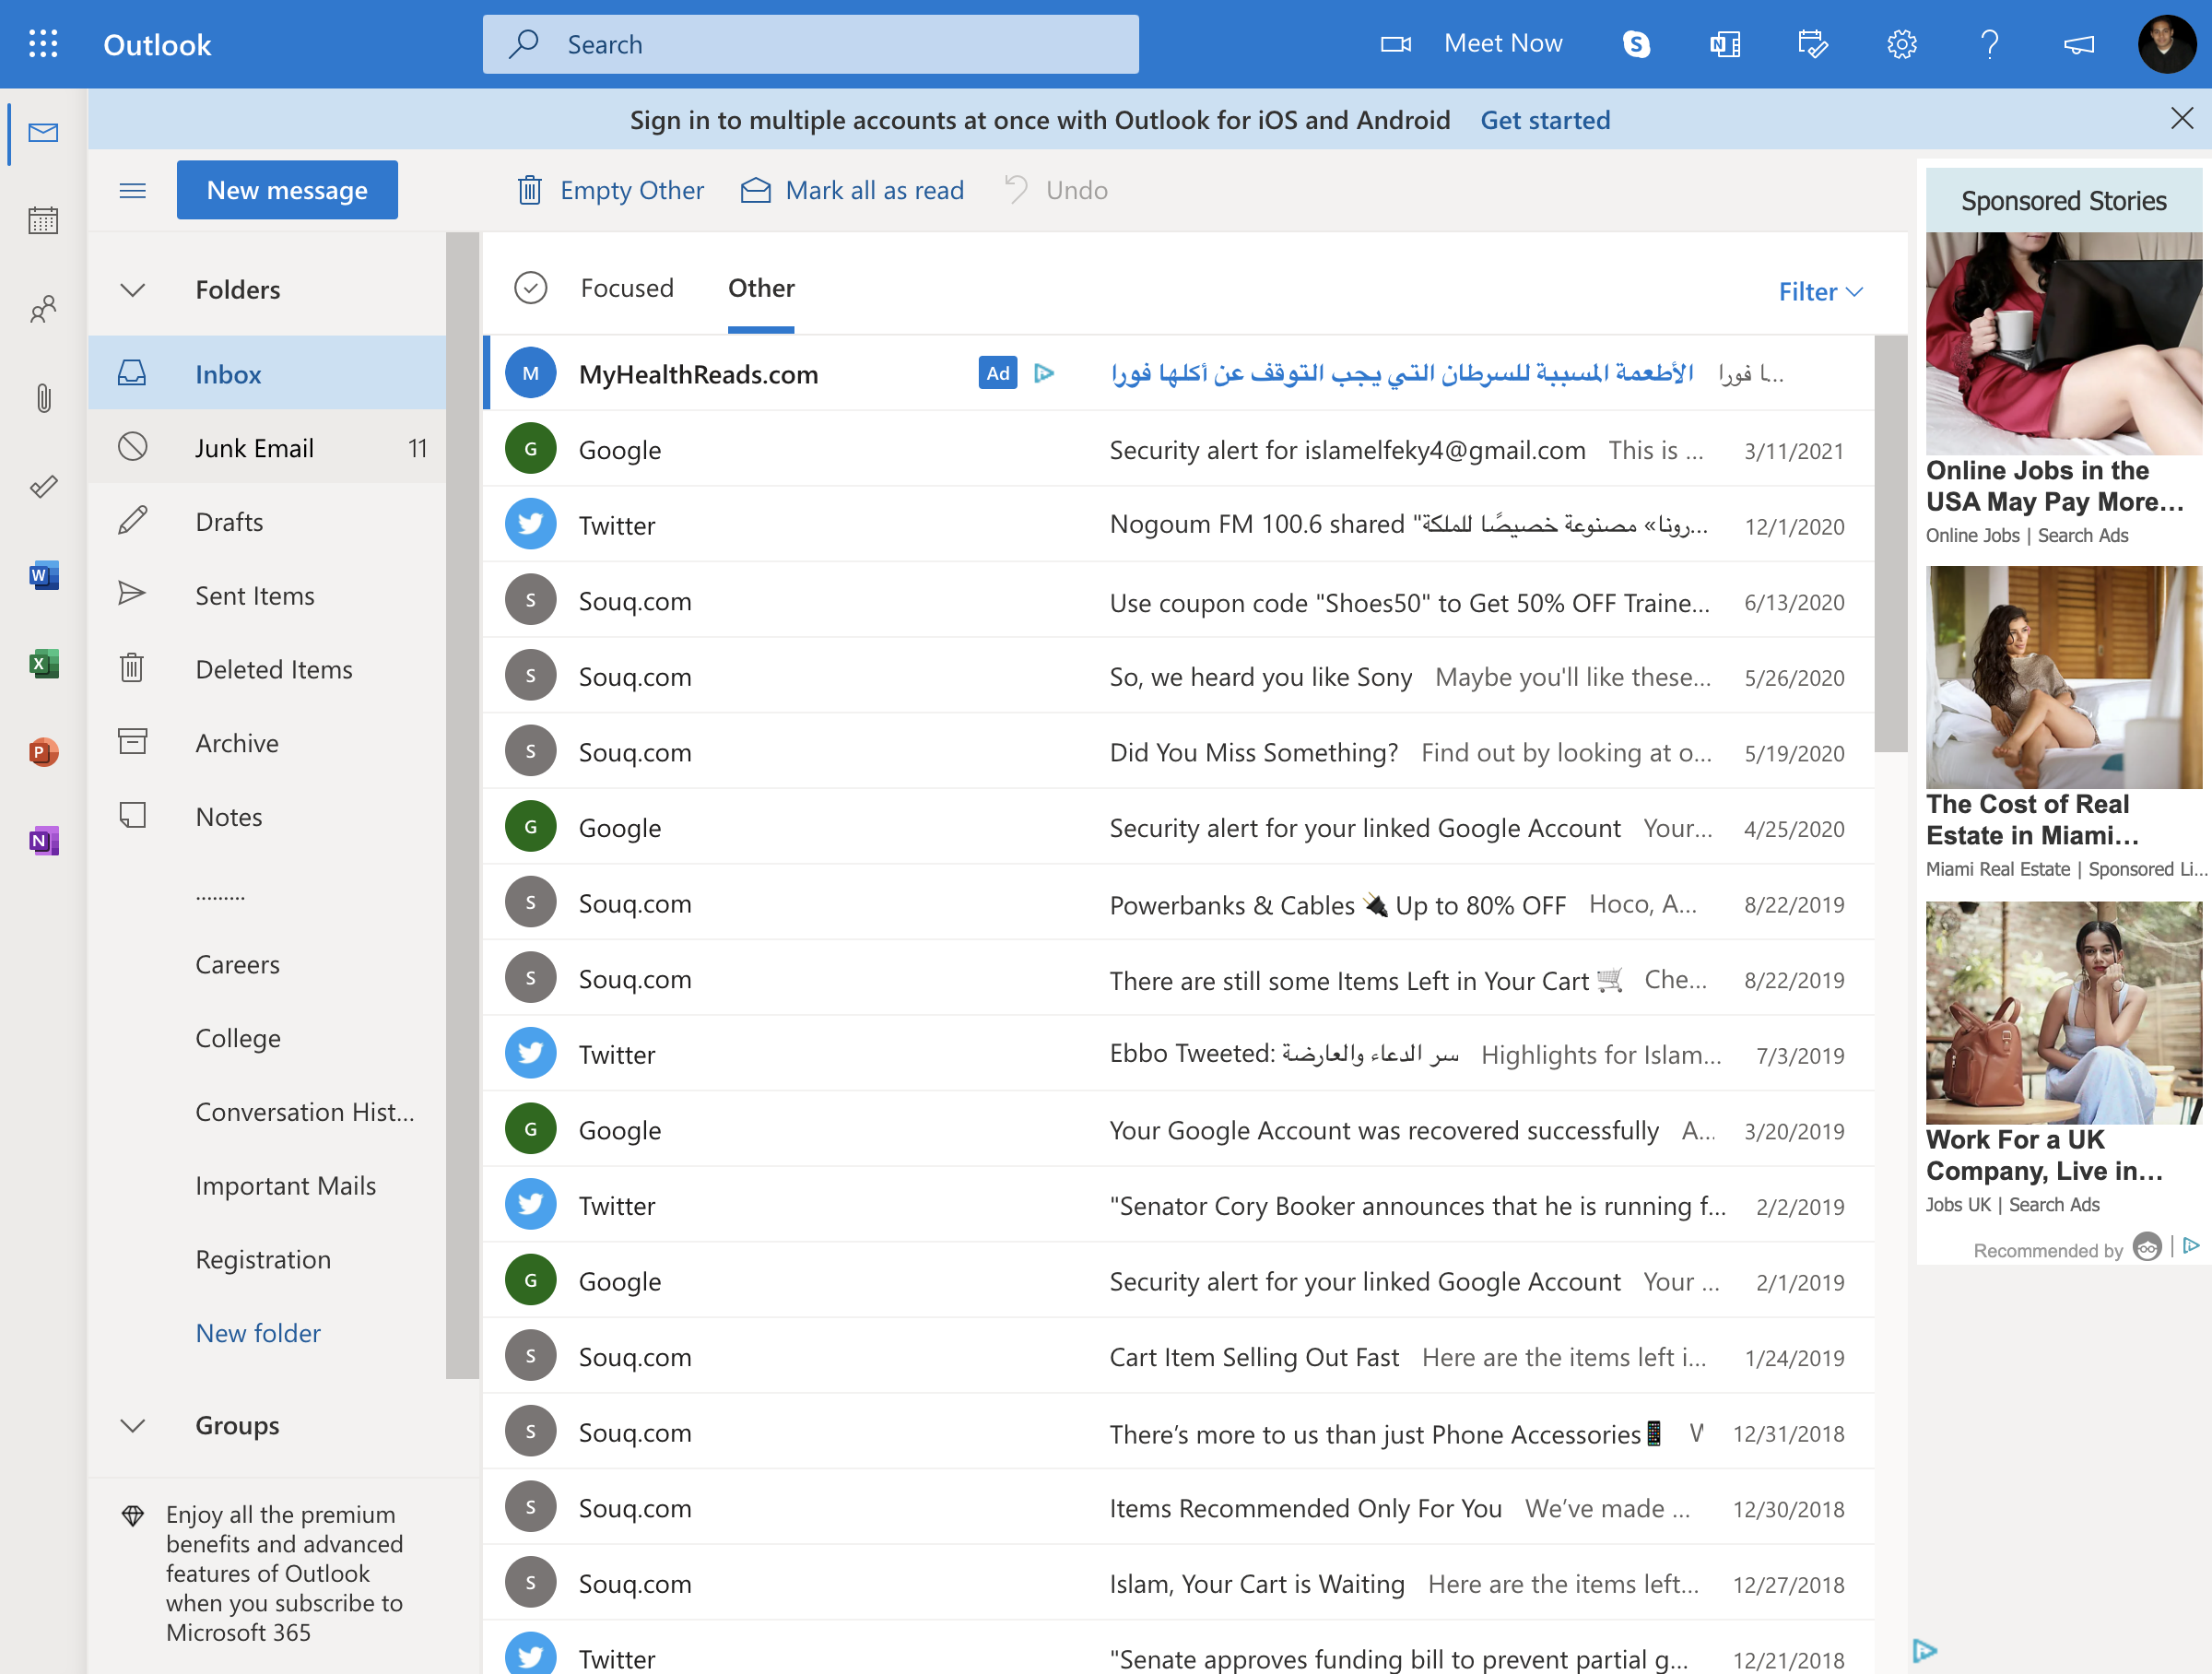 Outlook
Search
Meet Now
Sign in to multiple accounts at once with Outlook for iOS and Android Get started
New message
Empty Other
Mark all as read
Undo
Folders
Inbox
Junk Email 11
Drafts
Sent Items
Deleted Items
Archive
Notes
.........
Careers
College
Conversation Hist...
Important Mails
Registration
New folder
Groups
Enjoy all the premium
benefits and advanced
features of Outlook
when you subscribe to
Microsoft 365
Focused Other Filter
M MyHealthReads.com Ad الأطعمة المسببة للسرطان التي يجب التوقف عن أكلها فورا ا فورا...
G Google Security alert for islamelfeky4@gmail.com This is ... 3/11/2021
Twitter Nogoum FM 100.6 shared "رونا» مصنوعة خصيصًا للملكة... 12/1/2020
S Souq.com Use coupon code "Shoes50" to Get 50% OFF Traine... 6/13/2020
S Souq.com So, we heard you like Sony Maybe you'll like these... 5/26/2020
S Souq.com Did You Miss Something? Find out by looking at o... 5/19/2020
G Google Security alert for your linked Google Account Your... 4/25/2020
S Souq.com Powerbanks & Cables 🔌 Up to 80% OFF Hoco, A... 8/22/2019
S Souq.com There are still some Items Left in Your Cart 🛒 Che... 8/22/2019
Twitter Ebbo Tweeted: سر الدعاء والعارضة Highlights for Islam... 7/3/2019
G Google Your Google Account was recovered successfully A... 3/20/2019
Twitter "Senator Cory Booker announces that he is running f... 2/2/2019
G Google Security alert for your linked Google Account Your ... 2/1/2019
S Souq.com Cart Item Selling Out Fast Here are the items left i... 1/24/2019
S Souq.com There’s more to us than just Phone Accessories📱 12/31/2018
S Souq.com Items Recommended Only For You We’ve made ... 12/30/2018
S Souq.com Islam, Your Cart is Waiting Here are the items left... 12/27/2018
Twitter "Senate approves funding bill to prevent partial g... 12/21/2018
Sponsored Stories
Online Jobs in the
USA May Pay More...
Online Jobs | Search Ads
The Cost of Real
Estate in Miami...
Miami Real Estate | Sponsored Li...
Work For a UK
Company, Live in...
Jobs UK | Search Ads
Recommended by